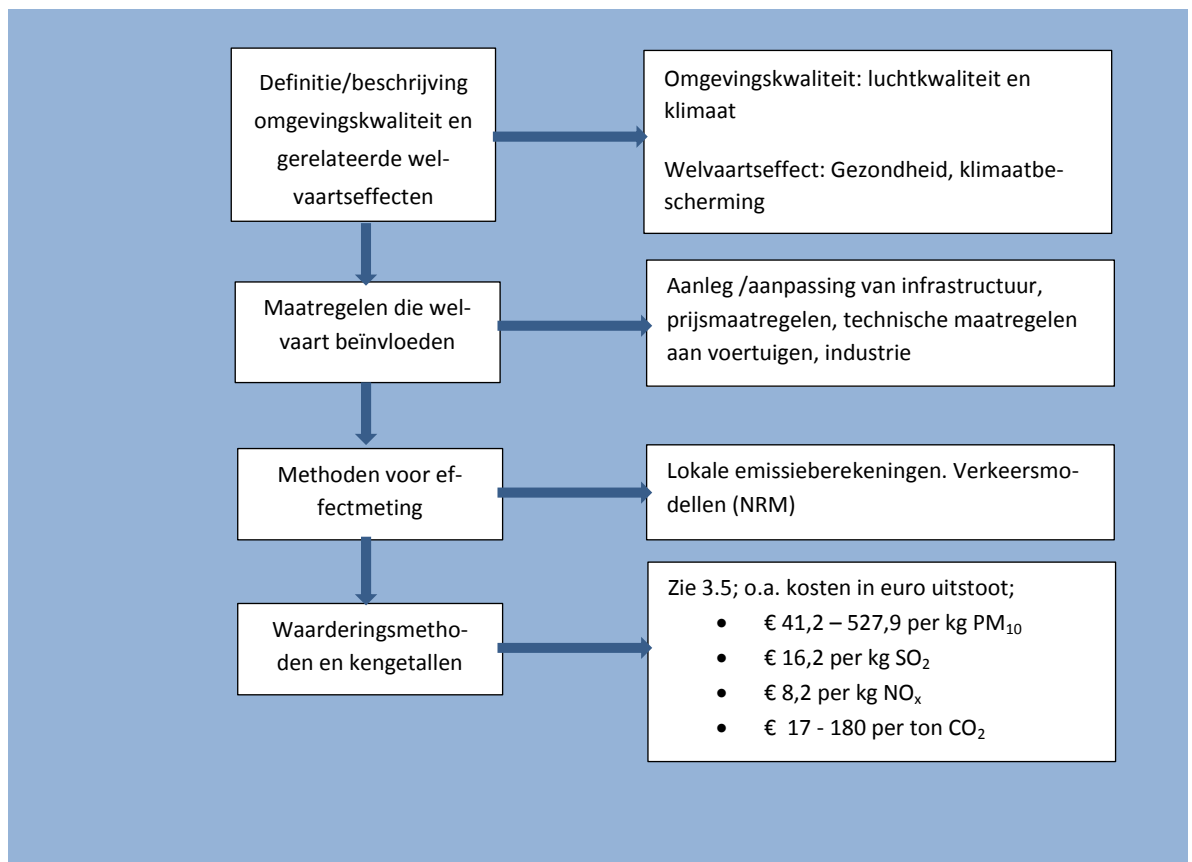 Definitie/beschrijving
omgevingskwaliteit en
gerelateerde wel-
vaartseffecten
Omgevingskwaliteit: luchtkwaliteit en
klimaat
Welvaartseffect: Gezondheid, klimaatbe-
scherming
Maatregelen die wel-
vaart beïnvloeden
Aanleg /aanpassing van infrastructuur,
prijsmaatregelen, technische maatregelen
aan voertuigen, industrie
Methoden voor ef-
fectmeting
Lokale emissieberekeningen. Verkeersmo-
dellen (NRM)
Waarderingsmetho-
den en kengetallen
Zie 3.5; o.a. kosten in euro uitstoot;
• € 41,2 – 527,9 per kg PM₁₀
• € 16,2 per kg SO₂
• € 8,2 per kg NOₓ
• € 17 - 180 per ton CO₂